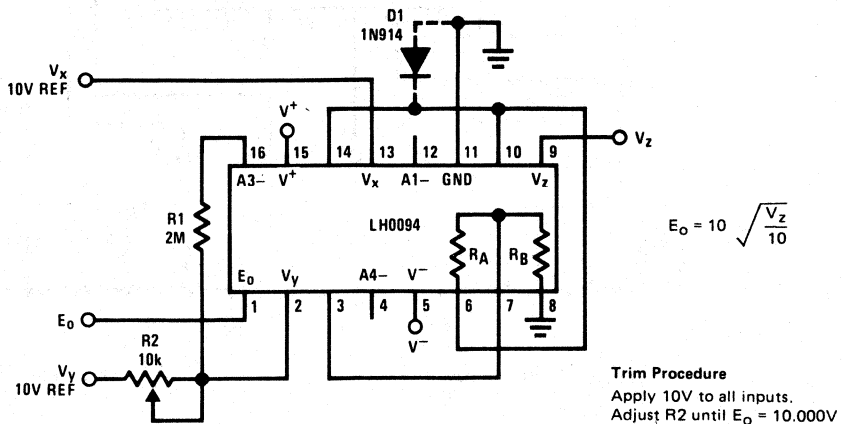 D1
1N914
Vx
10V REF
V+
Vz
16 15 14 13 12 11 10 9
A3– V+ Vx A1– GND Vz
R1
2M
LH0094
RA RB
Eo = 10 √(Vz/10)
Eo Vy A4– V–
1 2 3 4 5 6 7 8
Eo
R2
10k
V–
Vy
10V REF
Trim Procedure
Apply 10V to all inputs.
Adjust R2 until Eo = 10.000V